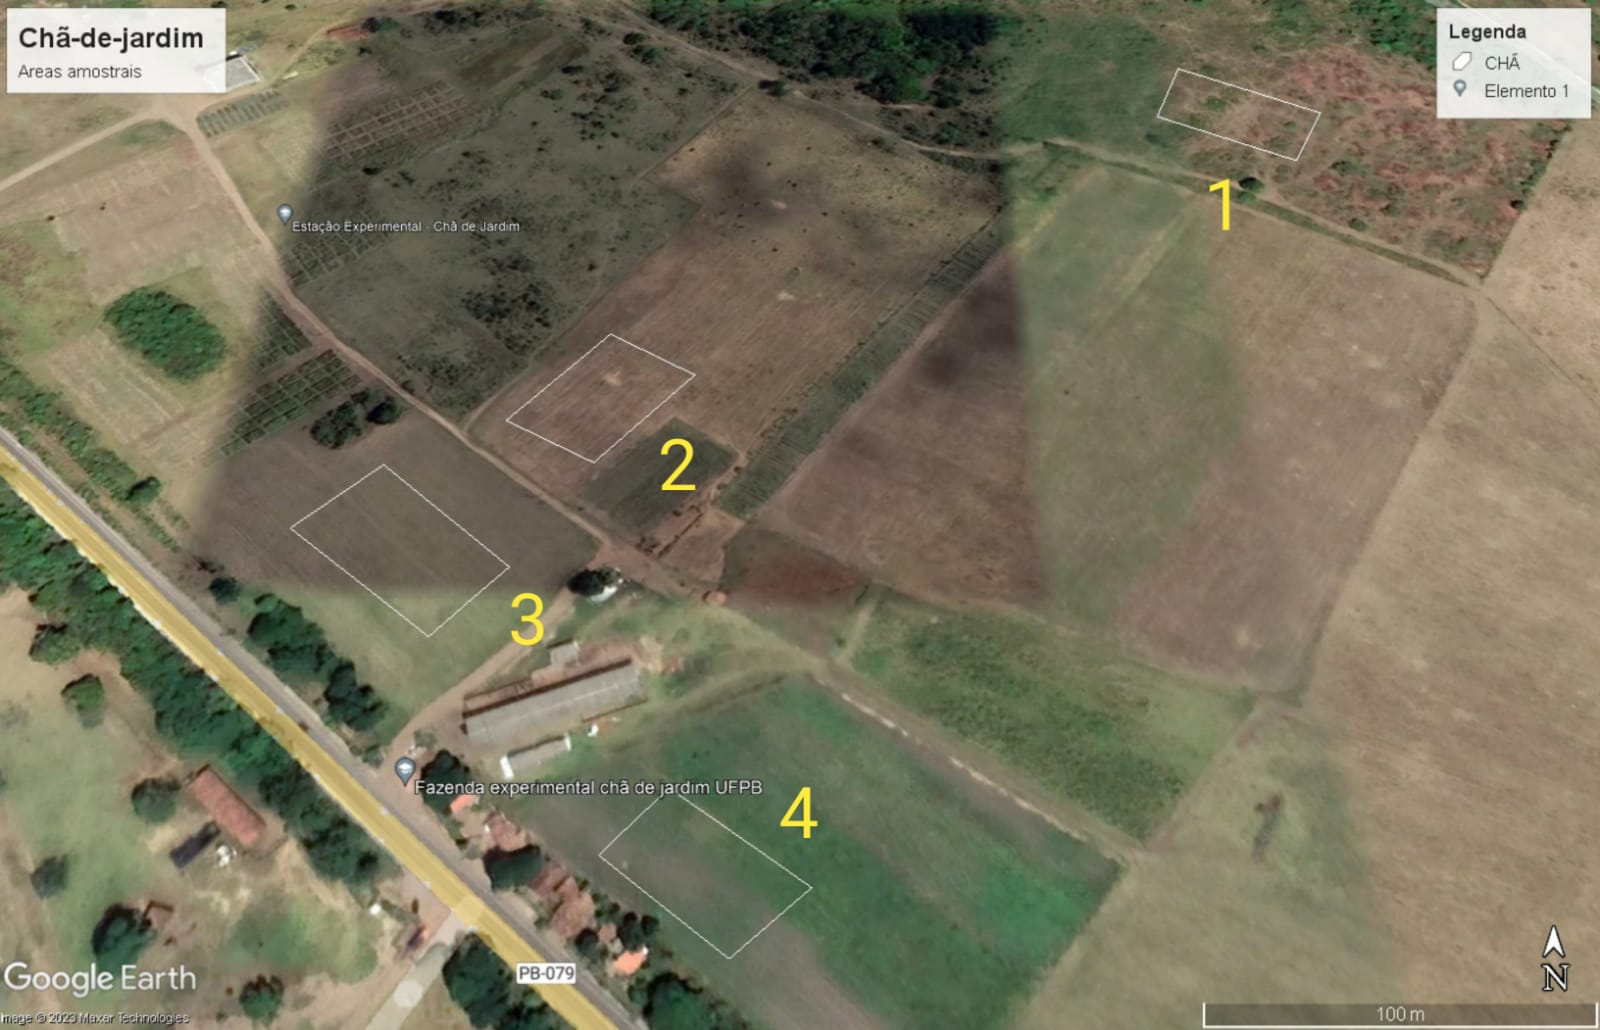 Chã-de-jardim
Areas amostrais
Legenda
CHÃ
Elemento 1
1
Estação Experimental - Chã de Jardim
2
3
Fazenda experimental chã de jardim UFPB
4
PB-079
Google Earth
N
100 m
Image © 2023 Maxar Technologies